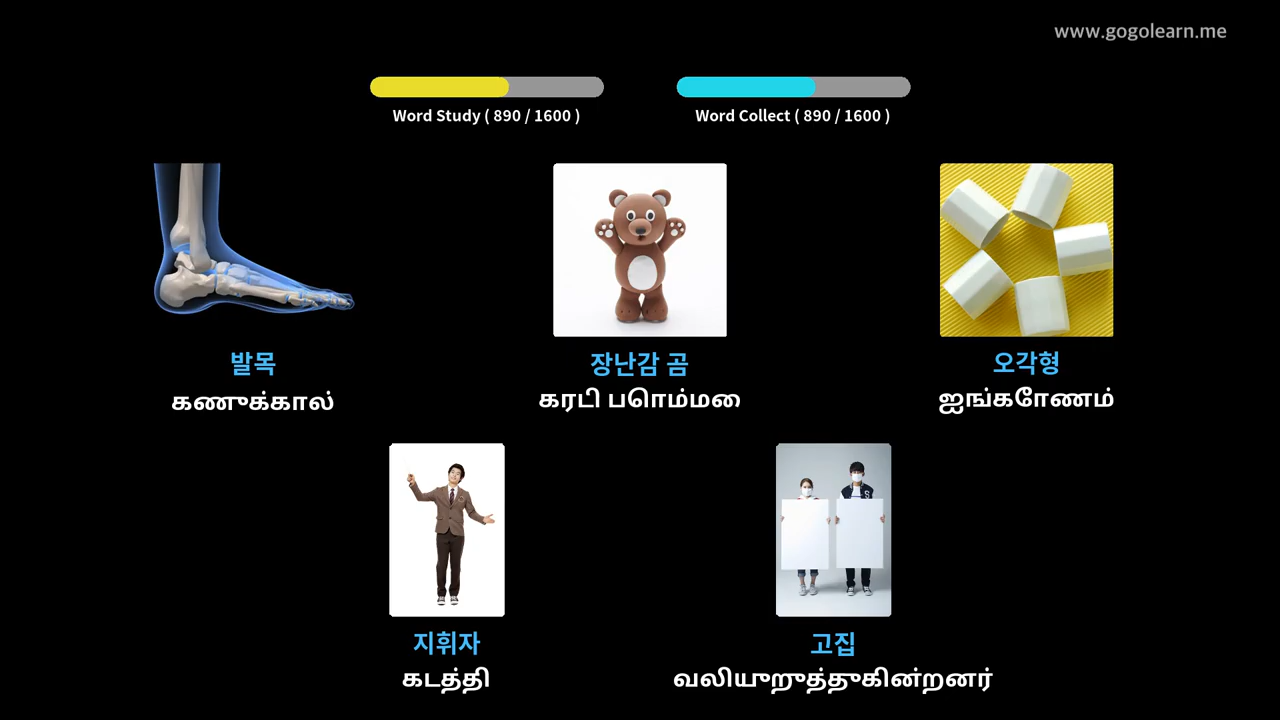 www.gogolearn.me
Word Study ( 890 / 1600 )
Word Collect ( 890 / 1600 )
발목
கணுக்கால்
장난감 곰
கரடி பொம்மை
오각형
ஐங்கோணம்
지휘자
கடத்தி
고집
வலியுறுத்துகின்றனர்